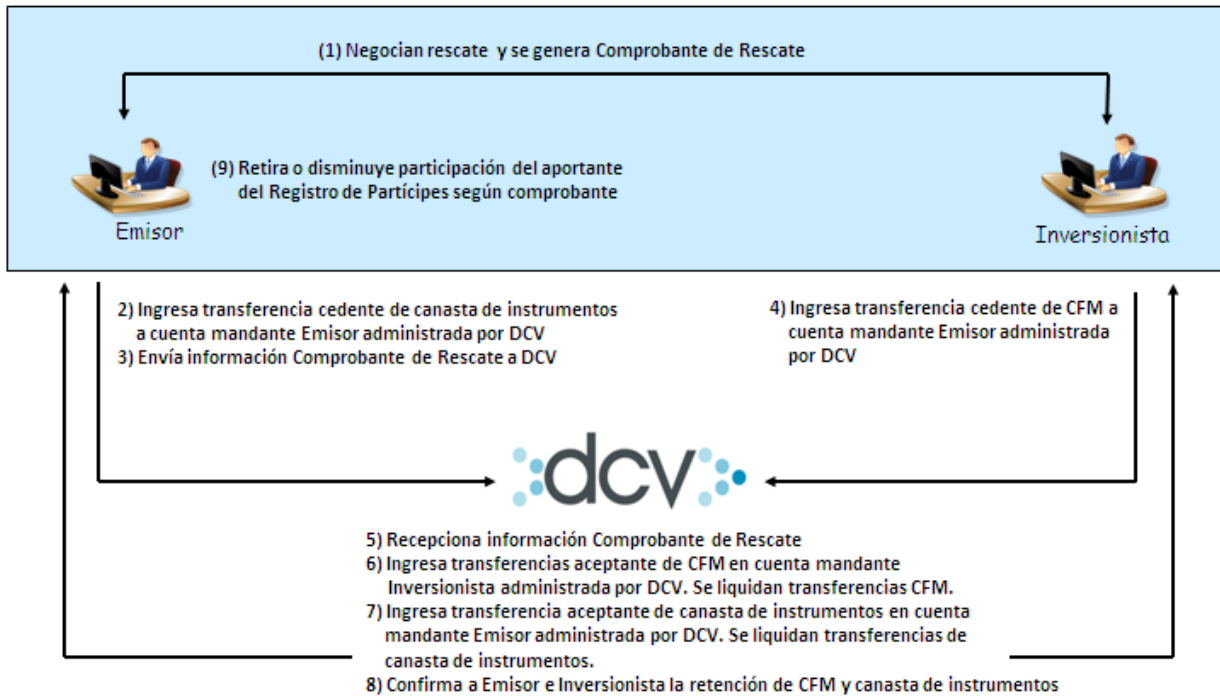 (1) Negocian rescate y se genera Comprobante de Rescate
(9) Retira o disminuye participación del aportante
del Registro de Partícipes según comprobante
Emisor
Inversionista
2) Ingresa transferencia cedente de canasta de instrumentos
a cuenta mandante Emisor administrada por DCV
3) Envía información Comprobante de Rescate a DCV
4) Ingresa transferencia cedente de CFM a
cuenta mandante Emisor administrada
por DCV
dcv
5) Recepciona información Comprobante de Rescate
6) Ingresa transferencias aceptante de CFM en cuenta mandante
Inversionista administrada por DCV. Se liquidan transferencias CFM.
7) Ingresa transferencia aceptante de canasta de instrumentos en cuenta
mandante Emisor administrada por DCV. Se liquidan transferencias de
canasta de instrumentos.
8) Confirma a Emisor e Inversionista la retención de CFM y canasta de instrumentos